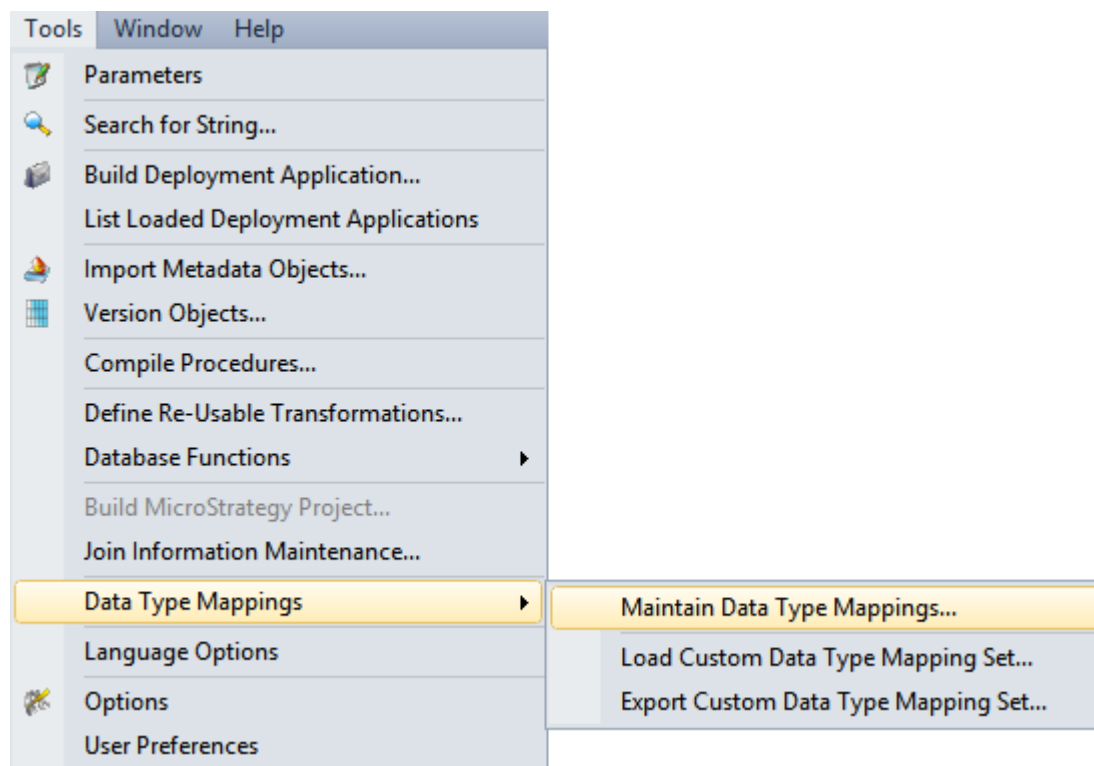 Tools Window Help
Parameters
Search for String...
Build Deployment Application...
List Loaded Deployment Applications
Import Metadata Objects...
Version Objects...
Compile Procedures...
Define Re-Usable Transformations...
Database Functions
Build MicroStrategy Project...
Join Information Maintenance...
Data Type Mappings
Maintain Data Type Mappings...
Load Custom Data Type Mapping Set...
Export Custom Data Type Mapping Set...
Language Options
Options
User Preferences